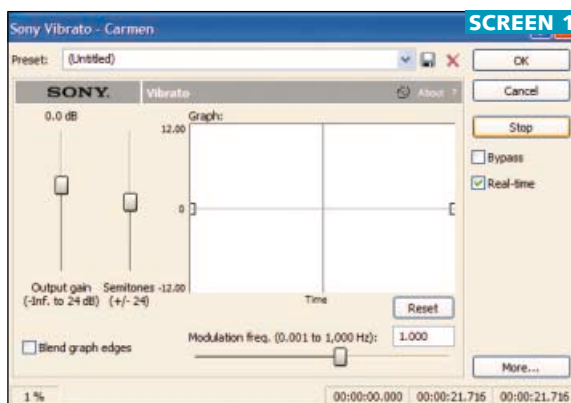 SCREEN 1
Sony Vibrato - Carmen
Preset: (Untitled)
OK
SONY. Vibrato About ?
Cancel
0.0 dB
Graph:
12.00
Stop
Bypass
Real-time
0
Output gain Semitones -12.00
(-Inf. to 24 dB) (+/- 24)
Time
Reset
Blend graph edges
Modulation freq. (0.001 to 1,000 Hz): 1.000
More...
1 % 00:00:00.000 00:00:21.716 00:00:21.716